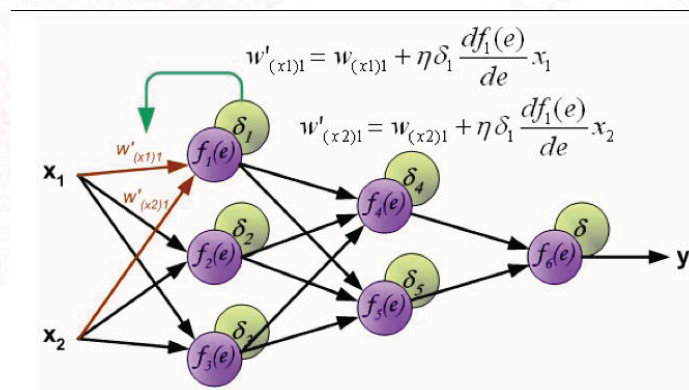 w'(x1)1 = w(x1)1 + ηδ1 df1(e)/de x1
w'(x2)1 = w(x2)1 + ηδ1 df1(e)/de x2
δ1
f1(e)
w'(x1)1
x1
w'(x2)1
δ4
f4(e)
δ2
f2(e)
δ
f6(e)
y
δ5
f5(e)
x2
δ3
f3(e)